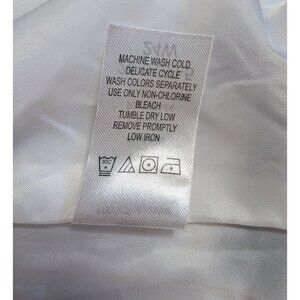 24W
MACHINE WASH COLD
DELICATE CYCLE
WASH COLORS SEPARATELY
USE ONLY NON-CHLORINE
BLEACH
TUMBLE DRY LOW
REMOVE PROMPTLY
LOW IRON